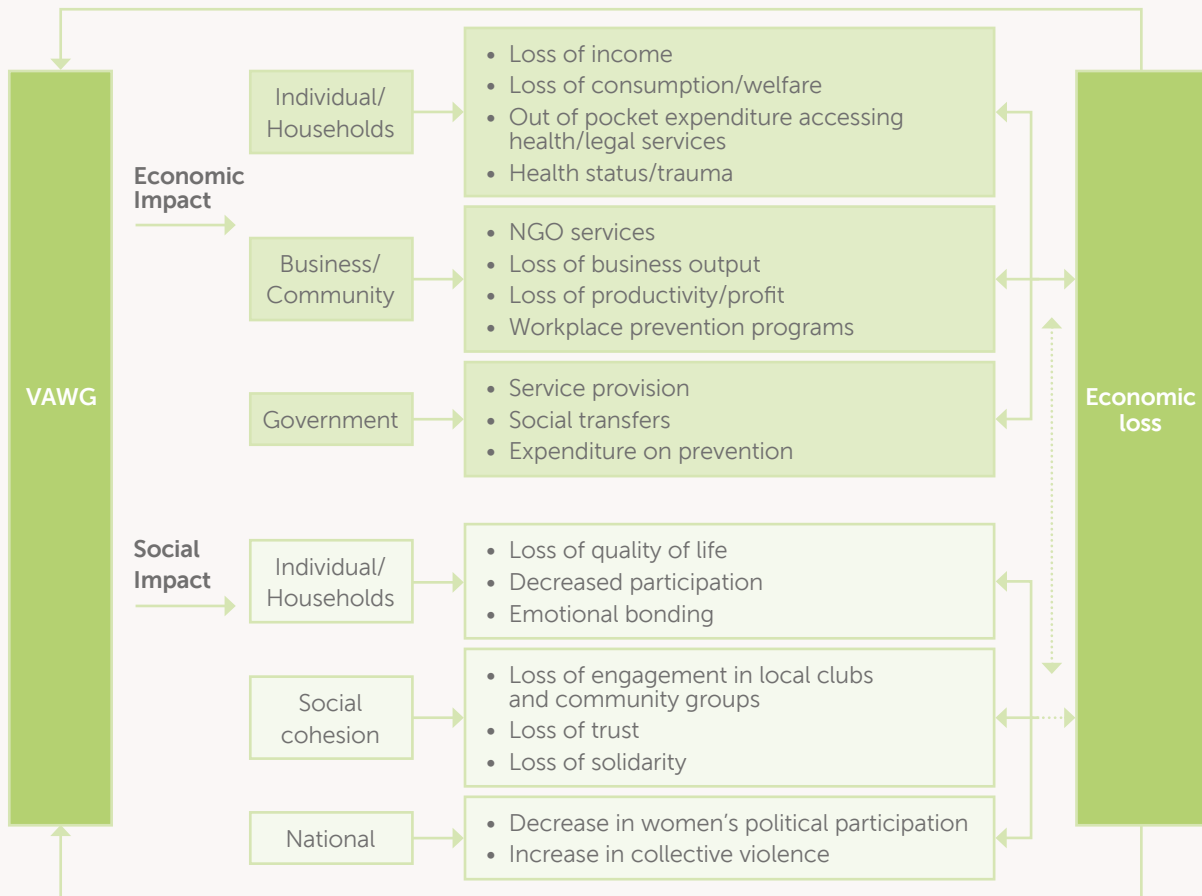 VAWG
Economic
Impact
Individual/
Households
• Loss of income
• Loss of consumption/welfare
• Out of pocket expenditure accessing
health/legal services
• Health status/trauma
Business/
Community
• NGO services
• Loss of business output
• Loss of productivity/profit
• Workplace prevention programs
Government
• Service provision
• Social transfers
• Expenditure on prevention
Social
Impact
Individual/
Households
• Loss of quality of life
• Decreased participation
• Emotional bonding
Social
cohesion
• Loss of engagement in local clubs
and community groups
• Loss of trust
• Loss of solidarity
National
• Decrease in women’s political participation
• Increase in collective violence
Economic
loss